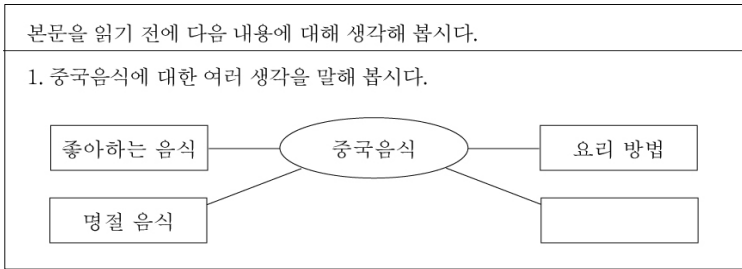 본문을 읽기 전에 다음 내용에 대해 생각해 봅시다.
1. 중국음식에 대한 여러 생각을 말해 봅시다.
좋아하는 음식
중국음식
요리 방법
명절 음식